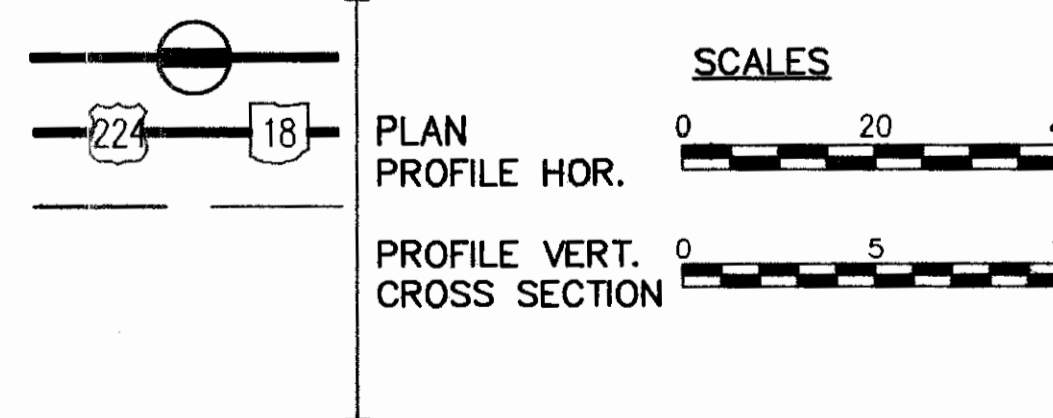 SCALES
224 18
PLAN
PROFILE HOR.
0 20
PROFILE VERT.
CROSS SECTION
0 5